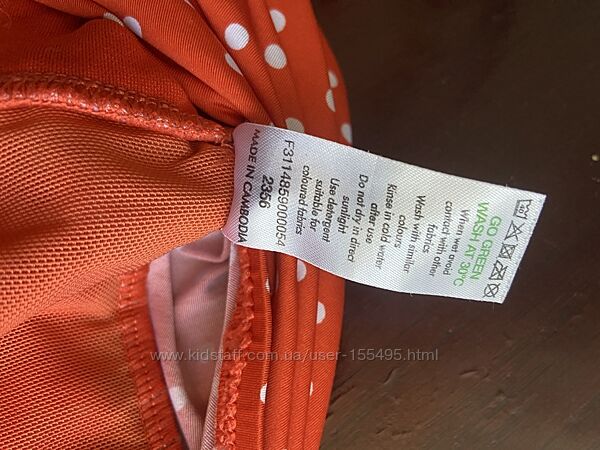 GO GREEN
WASH AT 30°C
When wet avoid
contact with other
fabrics
Wash with similar
colours
Rinse in cold water
after use
Do not dry in direct
sunlight
Use detergent
suitable for
coloured fabrics
F3114859000054
2356
MADE IN CAMBODIA
www.kidstaff.com.ua/user-155495.html